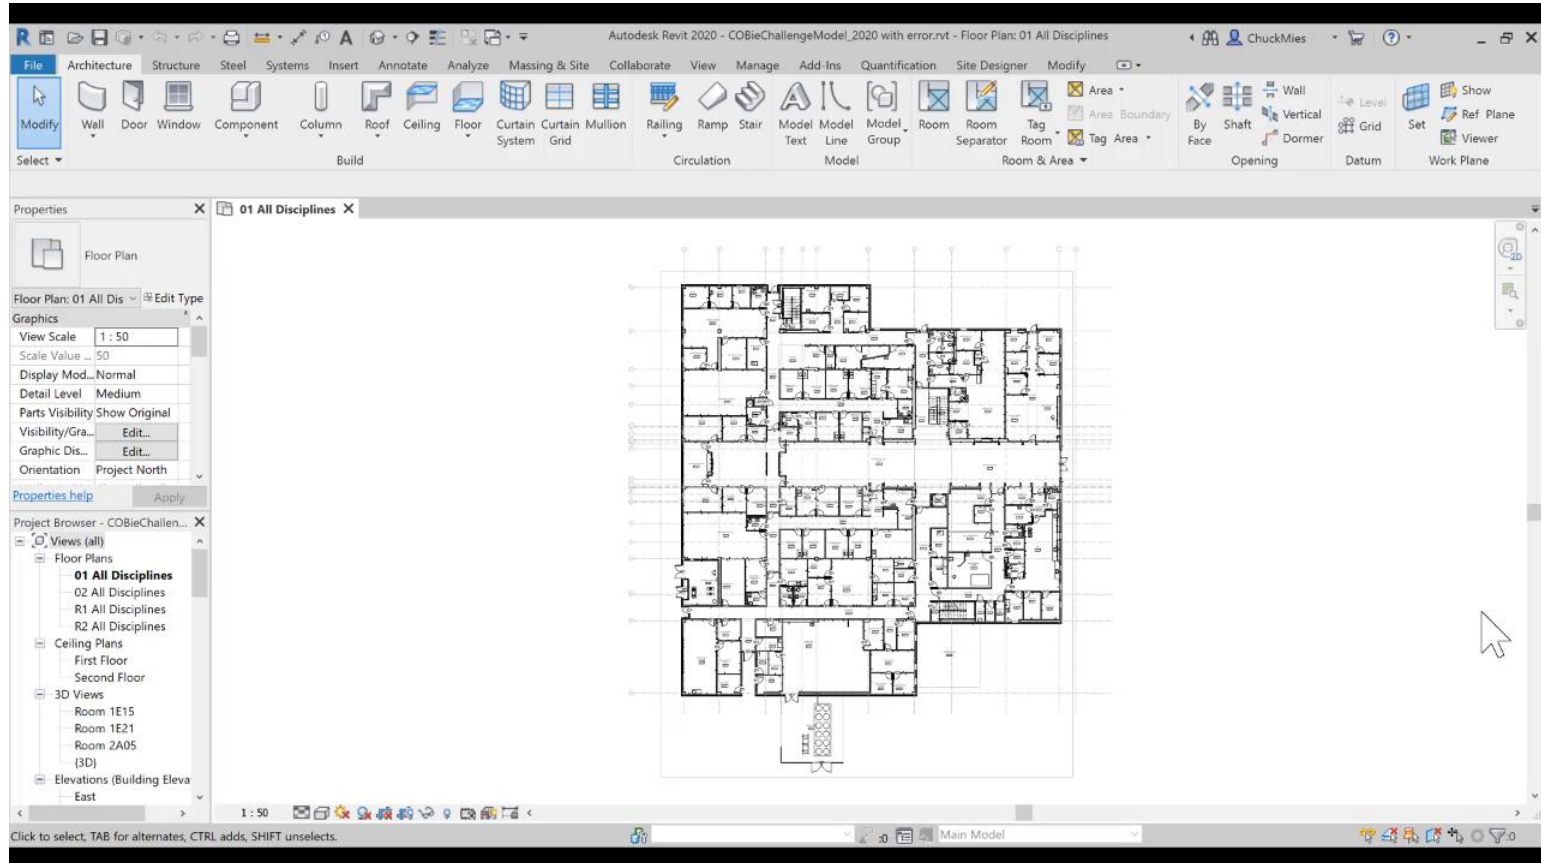 Autodesk Revit 2020 - COBieChallengeModel_2020 with error.rvt - Floor Plan: 01 All Disciplines
ChuckMies
File Architecture Structure Steel Systems Insert Annotate Analyze Massing & Site Collaborate View Manage Add-Ins Quantification Site Designer Modify
Modify
Wall Door Window Component Column Roof Ceiling Floor Curtain System Curtain Grid Mullion
Railing Ramp Stair
Model Text Model Line Model Group
Room Room Separator Tag Room
Area
Area Boundary
Tag Area
By Face Shaft
Wall
Vertical
Dormer
Level
Grid
Set
Show
Ref Plane
Viewer
Select Build Circulation Model Room & Area Opening Datum Work Plane
Properties
01 All Disciplines
Floor Plan
Floor Plan: 01 All Dis Edit Type
Graphics
View Scale 1 : 50
Scale Value ... 50
Display Mod... Normal
Detail Level Medium
Parts Visibility Show Original
Visibility/Gra... Edit...
Graphic Dis... Edit...
Orientation Project North
Properties help Apply
Project Browser - COBieChallen...
Views (all)
Floor Plans
01 All Disciplines
02 All Disciplines
R1 All Disciplines
R2 All Disciplines
Ceiling Plans
First Floor
Second Floor
3D Views
Room 1E15
Room 1E21
Room 2A05
{3D}
Elevations (Building Eleva
East
1 : 50
Click to select, TAB for alternates, CTRL adds, SHIFT unselects.
:0
Main Model
:0
2D